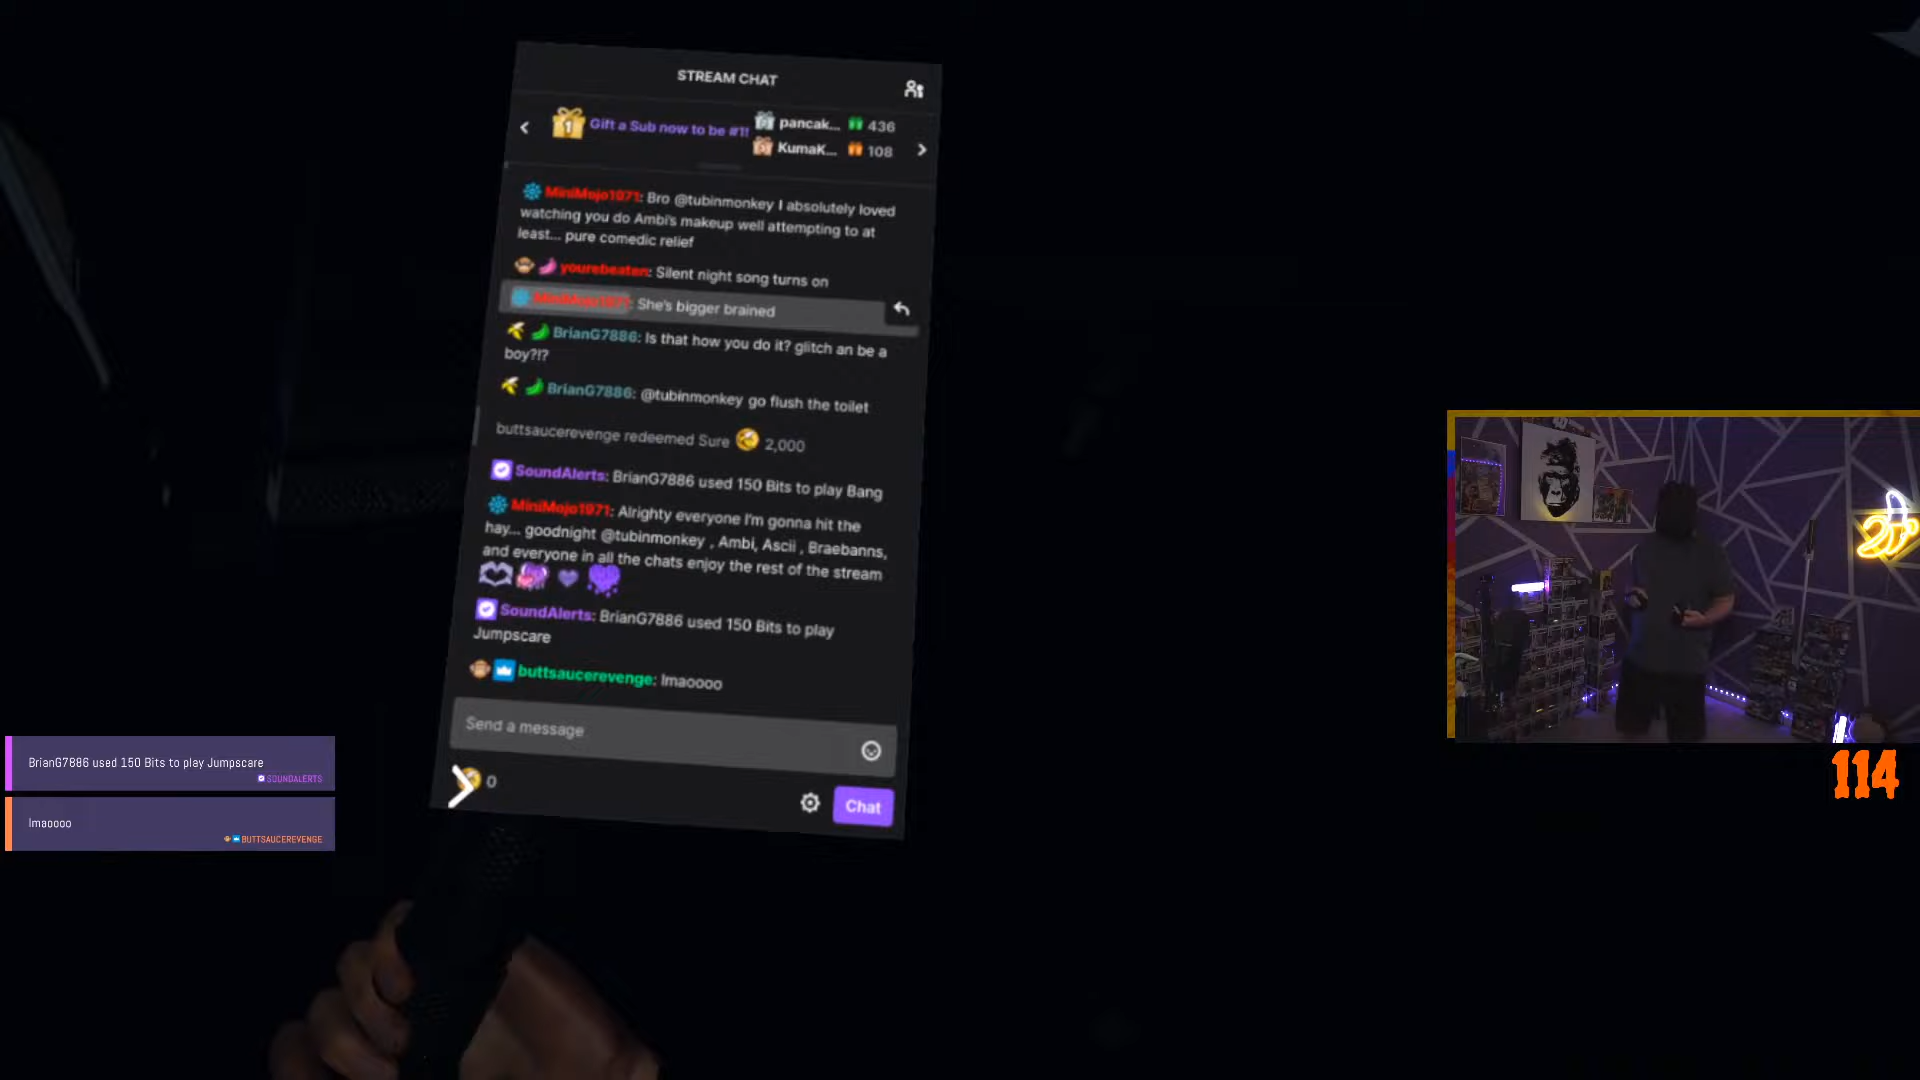 STREAM CHAT
Gift a Sub now to be #1!
pancak... 436
KumaK... 108
MiniMojo1971: Bro @tubinmonkey I absolutely loved
watching you do Ambi's makeup well attempting to at
least... pure comedic relief
yourebeaten: Silent night song turns on
MiniMojo1971: She's bigger brained
BrianG7886: Is that how you do it? glitch an be a
boy?!?
BrianG7886: @tubinmonkey go flush the toilet
buttsaucerevenge redeemed Sure 2,000
SoundAlerts: BrianG7886 used 150 Bits to play Bang
MiniMojo1971: Alrighty everyone I'm gonna hit the
hay... goodnight @tubinmonkey , Ambi, Ascii , Braebanns,
and everyone in all the chats enjoy the rest of the stream
SoundAlerts: BrianG7886 used 150 Bits to play
Jumpscare
buttsaucerevenge: lmaoooo
Send a message
0
Chat
BrianG7886 used 150 Bits to play Jumpscare
SOUNDALERTS
lmaoooo
BUTTSAUCEREVENGE
114